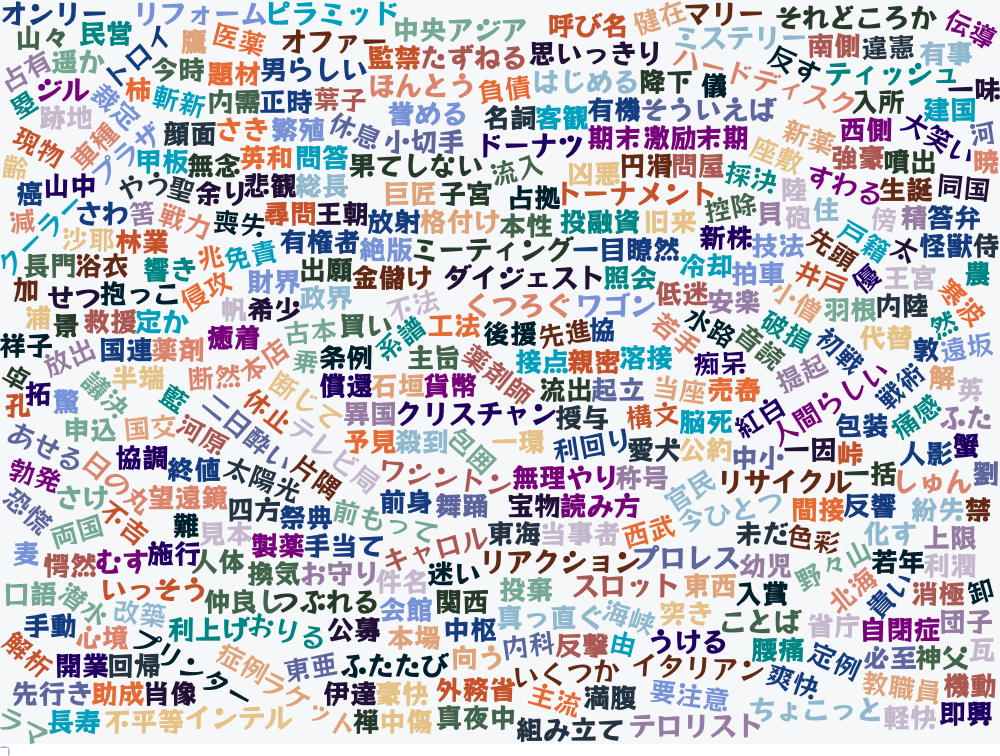 オンリー リフォーム ピラミッド 中央アジア 呼び名 健在 マリー それどころか 伝導
山々 民営 トロイ 鷹 医薬 オファー 監禁 たずねる 思いっきり ミステリー 反す 南側 違憲 有事
占有 遥か 今時 題材 男らしい ほんとう 負債 はじめる 降下 儀 ハードディスク ティッシュ 一味
塁 ジル 裁定 柿 斬新 内需 正時 葉子 誉める 名詞 客観 有機 そういえば 入所 建国
跡地 車種 プラザ 顔面 さき 繁殖 休息 小切手 ドーナツ 期末 激励 末期 新薬 西側 大笑い 河
現物 齢 甲板 無念 英和 問答 果てしない 流入 凶悪 円滑 問屋 座敷 強豪 噴出 暁
癌 山中 やう 聖 余り 悲観 総長 巨匠 子宮 占拠 トーナメント 控除 採決 陸 すわる 生誕 同国
減 クーラー さわ 筈 戦力 喪失 尋問 王朝 放射 格付け 本性 投融資 旧来 貝 砲 住 傍 精 答弁
沙耶 林業 兆 免責 有権者 絶版 ミーティング 一目瞭然 新株 技法 先頭 戸籍 太 怪獣 侍
長門 浴衣 響き 侵攻 財界 出願 金儲け ダイジェスト 照会 冷却 拍車 井戸 優 王宮 農
加 せつ 抱っこ 帆 希少 政界 不法 くつろぐ ワゴン 低迷 安楽 小僧 羽根 内陸 寒波
浦 景 救援 定か 癒着 古本 買い 系譜 工法 後援 先進 協 若手 水路 音読 破損 初戦 代替 然
祥子 放出 国連 薬剤 断然 本店 乗 条例 主旨 薬剤師 接点 親密 溶接 痴呆 提起 敦 遠坂
卓 拓 議決 半端 藍 断じて 償還 石垣 貨幣 流出 起立 当座 売春 人間らしい 戦術 解 英
孔 驚 申込 国交 河原 二日酔い 休止 異国 クリスチャン 授与 構文 脳死 紅白 包装 痛感 ふた
あせる 日の丸 協調 終値 太陽光 テレビ局 予見 殺到 包囲 一環 利回り 愛犬 公約 中小 一因 峠 人影 蟹
勃発 さけ 望遠鏡 片隅 ワシントン 無理やり 称号 官民 リサイクル 一括 しゅん 劉
恐慌 両国 不吉 難 四方 祭典 前もって 前身 舞踊 宝物 読み方 今ひとつ 間接 反響 紛失 禁
見本 製薬 手当て キャロル 東海 当事者 西武 未だ 色彩 化す 上限
麦 愕然 むす 施行 人体 換気 お守り 件名 迷い リアクション プロレス 幼児 野々山 若年 利潤
口語 潜水 いっそう 仲良し つぶれる 会館 関西 投棄 スロット 東西 入賞 北海 貴い 消極 卸
手動 心境 改築 利上げ おりる 公募 本場 中枢 真っ直ぐ 海峡 突き ことば 省庁 自閉症 団子
解析 開業 回帰 プリンター 症例 東亜 ふたたび 向う 内科 反撃 由 うける 腰痛 定例 必至 神父 瓦
先行き 助成 肖像 ラケット 伊達 豪快 外務省 いくつか イタリアン 主流 満腹 要注意 爽快 教職員 機動
ラマ 長寿 不平等 インテル 禅 中傷 真夜中 組み立て テロリスト ちょこっと 軽快 即興